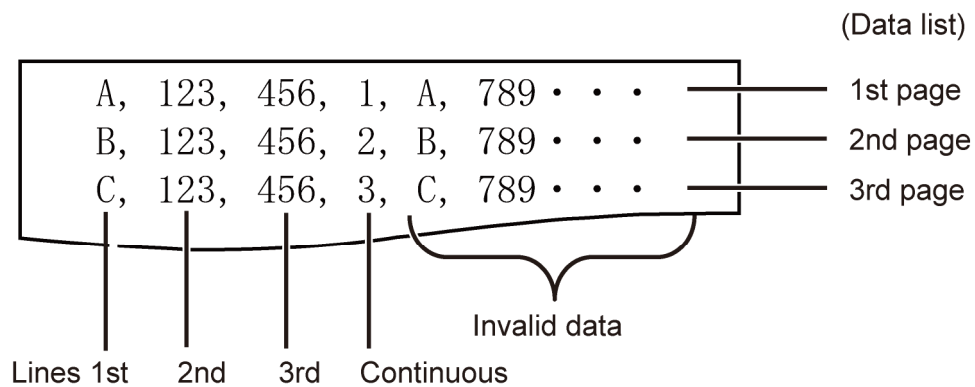 (Data list)
A, 123, 456, 1, A, 789 · · · 1st page
B, 123, 456, 2, B, 789 · · · 2nd page
C, 123, 456, 3, C, 789 · · · 3rd page
Invalid data
Lines 1st 2nd 3rd Continuous